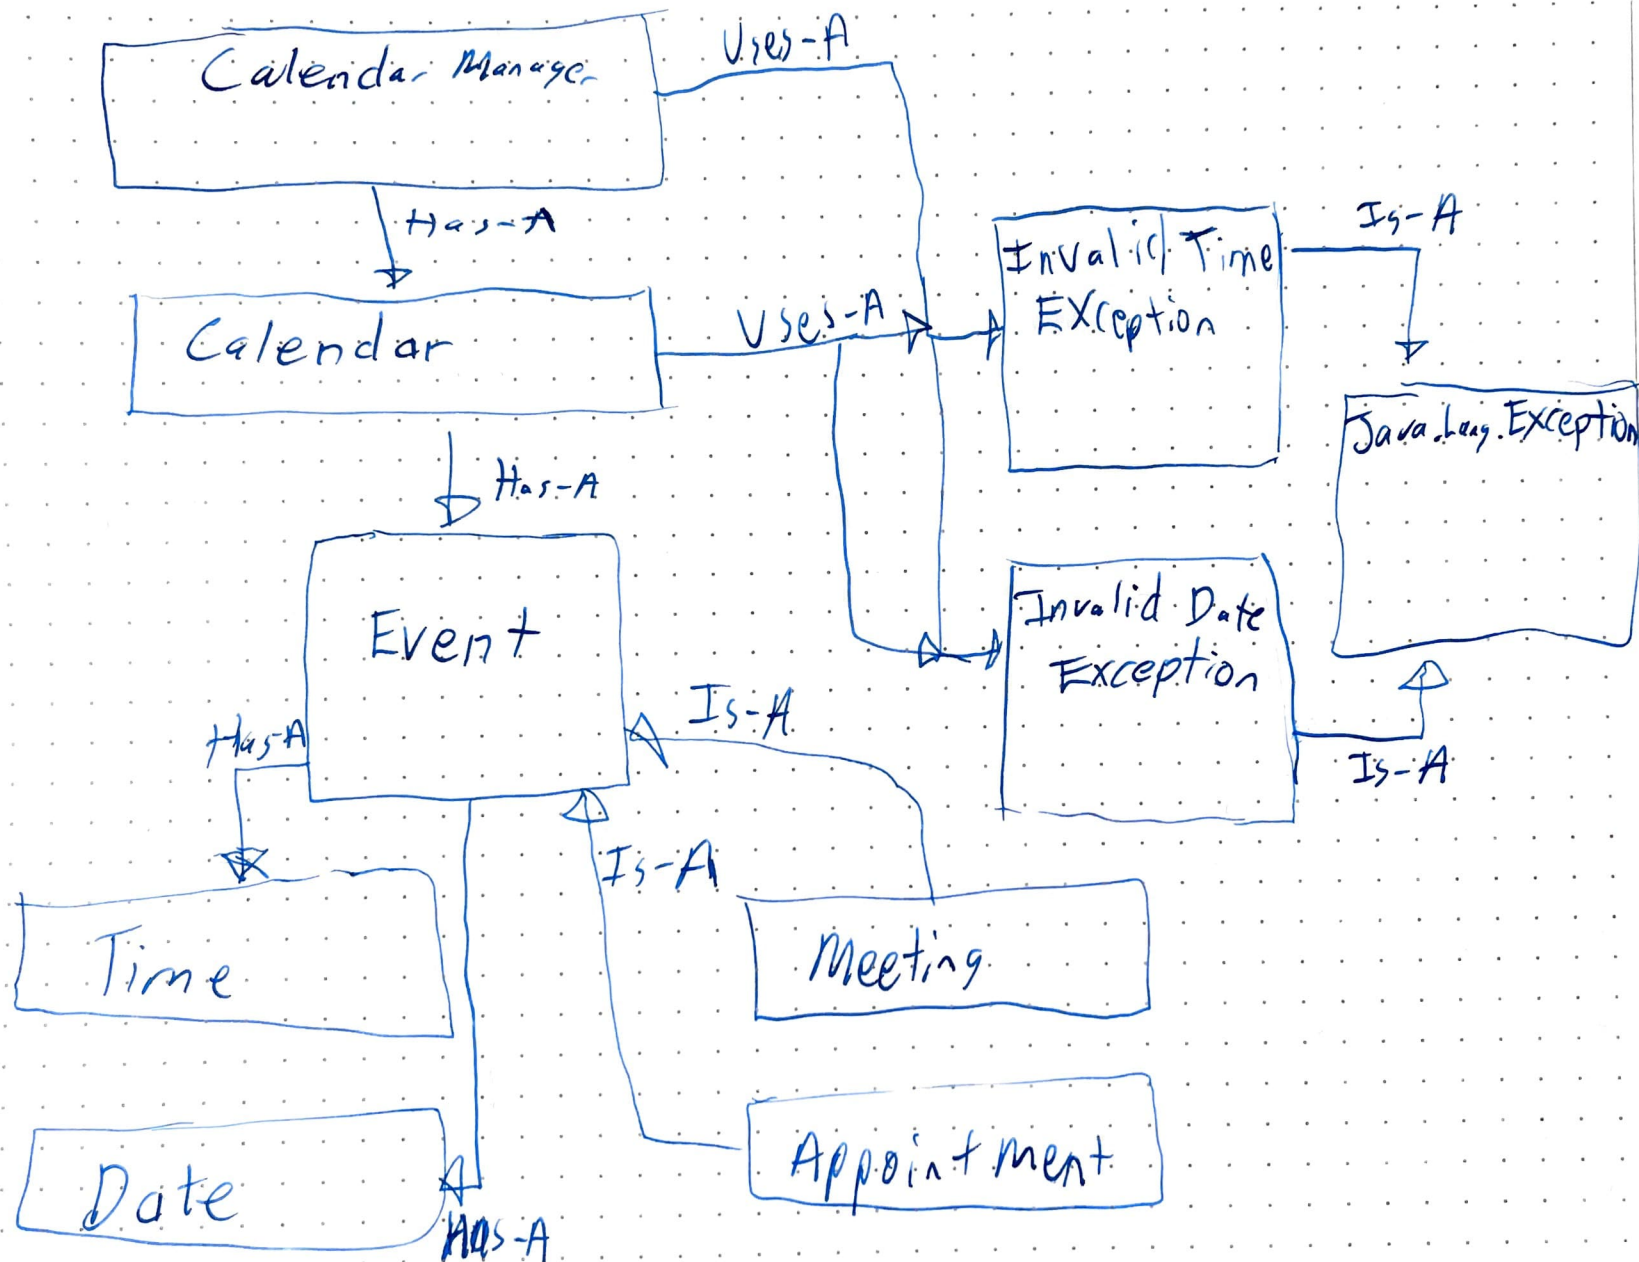 Calendar Manager
Uses-A
Has-A
Is-A
Invalid Time
EXception
Calendar
Uses-A
Java.Lang.Exception
Has-A
Event
Invalid Date
Exception
Is-A
Has-A
Is-A
Is-A
Time
Meeting
Appointment
Date
Has-A